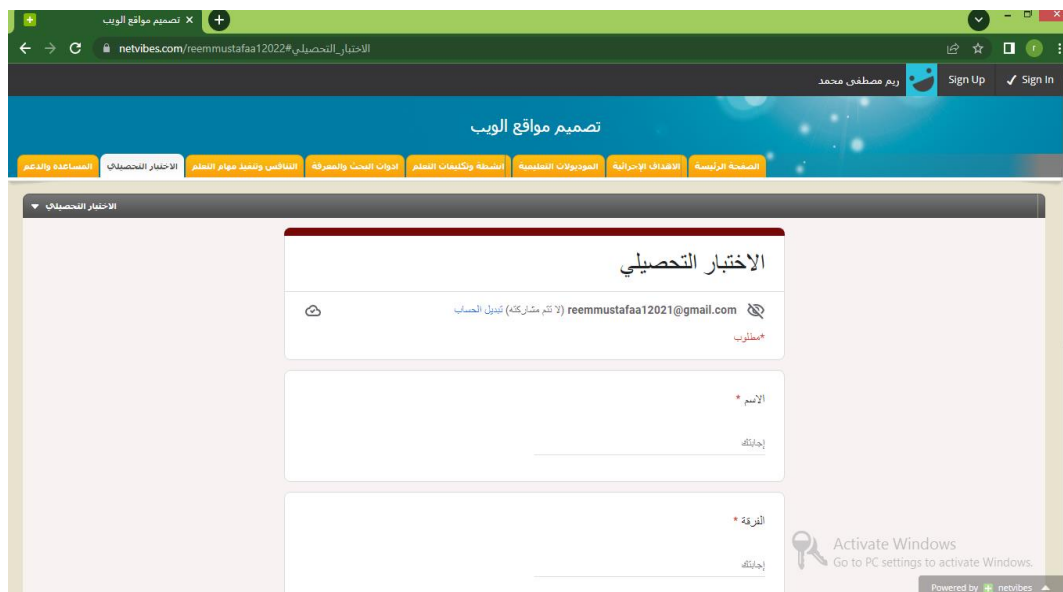 تصميم مواقع الويب
netvibes.com/reemmustafaa12022#الاختبار_التحصيلي
r
ريم مصطفى محمد
Sign Up
Sign In
تصميم مواقع الويب
الصفحة الرئيسة
الاهداف الإجرائية
الموديولات التعليمية
انشطة وتكليفات التعلم
ادوات البحث والمعرفة
التنافس وتنفيذ مهام التعلم
الاختبار التحصيلي
المساعدة والدعم
الاختبار التحصيلي
الاختبار التحصيلي
reemmustafaa12021@gmail.com (لا تتم مشاركته) تبديل الحساب
*مطلوب
الاسم *
إجابتك
الفرقة *
إجابتك
Activate Windows
Go to PC settings to activate Windows.
Powered by netvibes